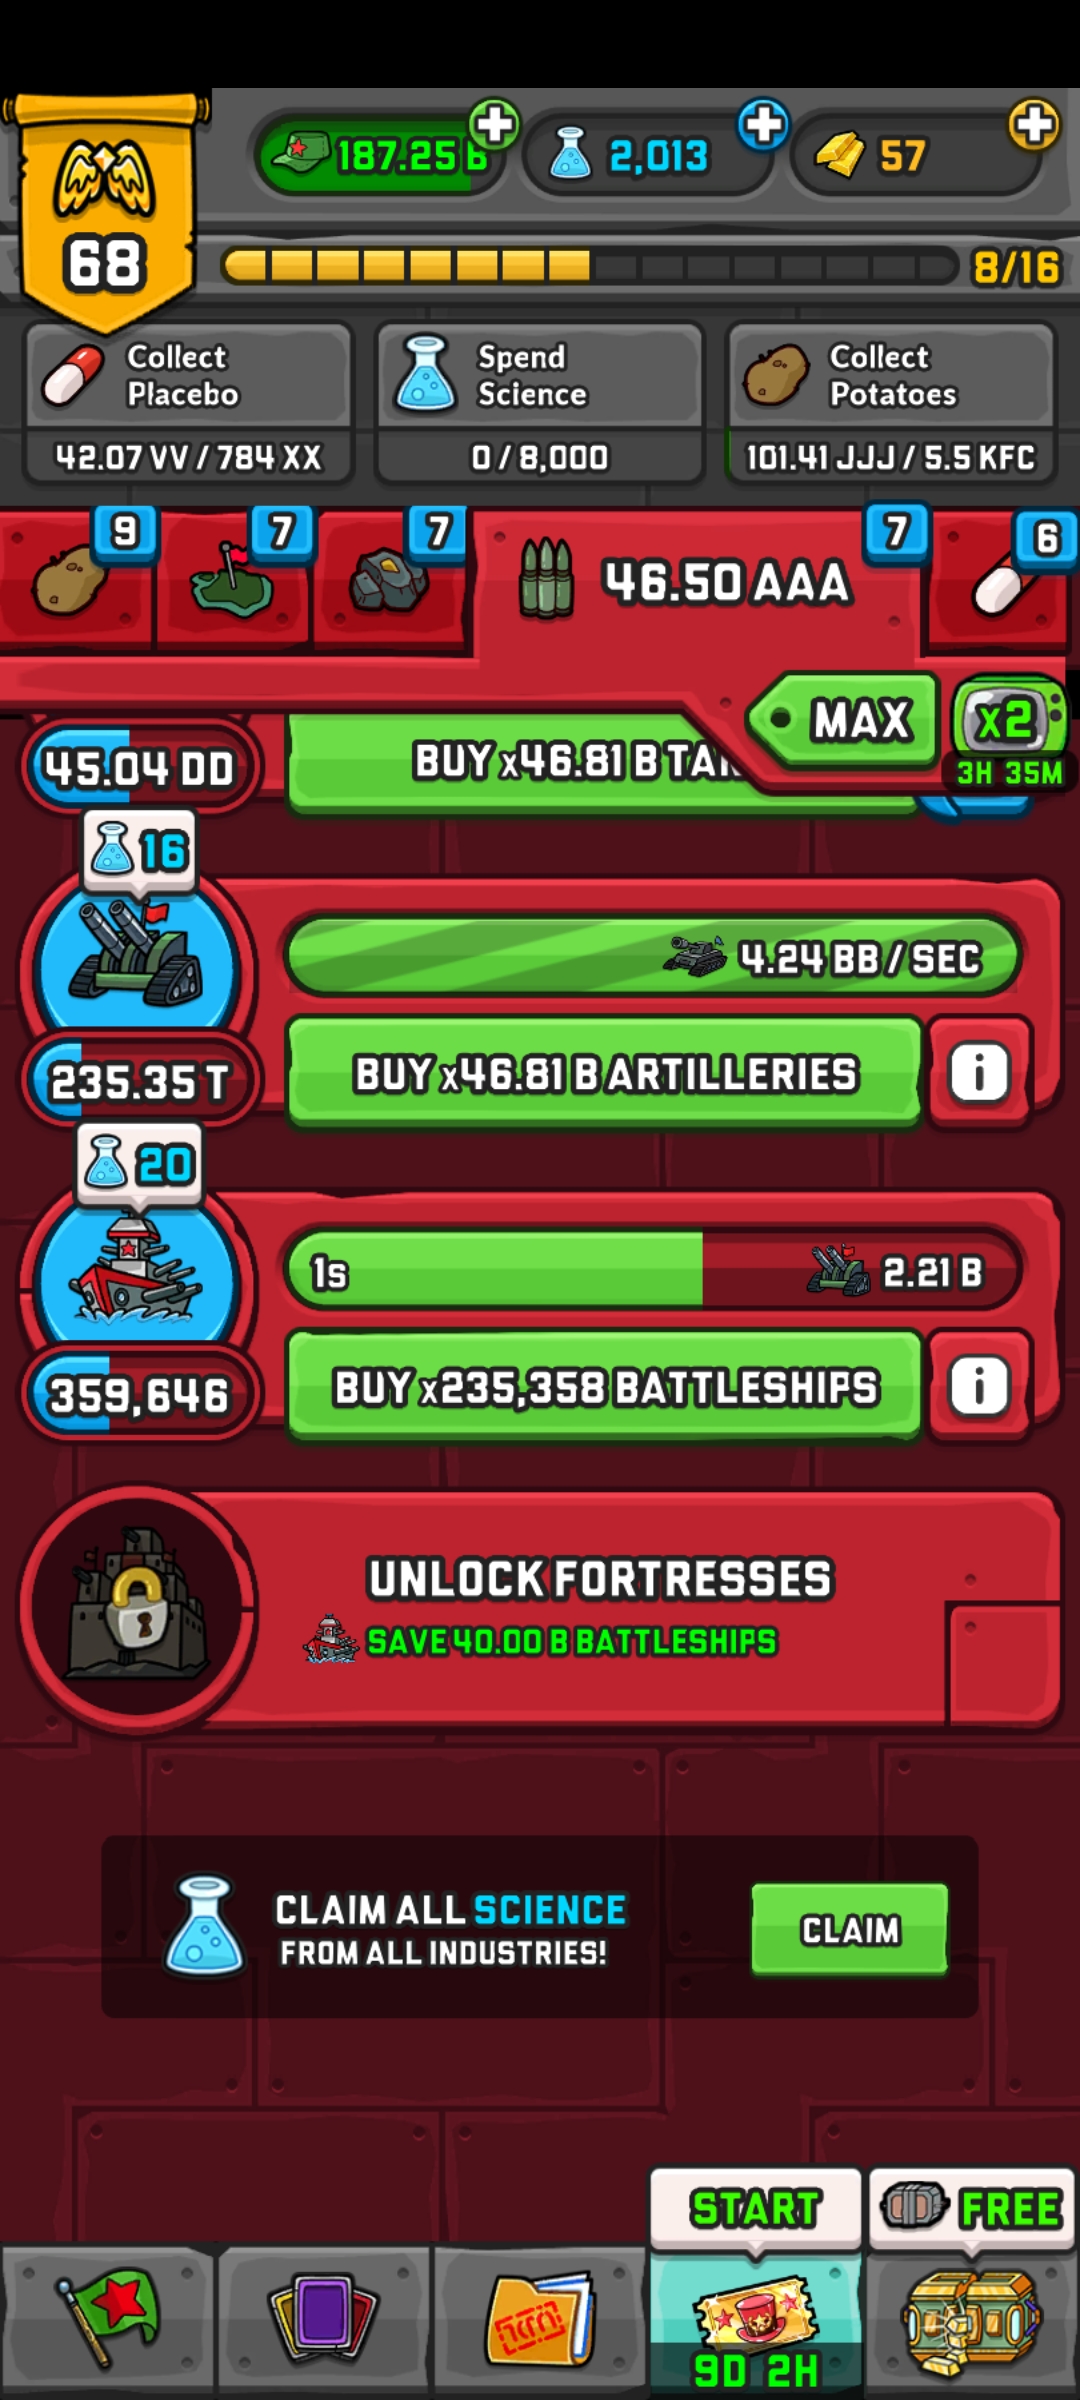 187.25 B
2,013
57
68
8/16
Collect
Placebo
42.07 VV / 784 XX
Spend
Science
0 / 8,000
Collect
Potatoes
101.41 JJJ / 5.5 KFC
9
7
7
46.50 AAA
7
6
MAX
x2
3H 35M
45.04 DD
BUY x46.81 B
16
4.24 BB / SEC
235.35 T
BUY x46.81 B ARTILLERIES
i
20
1s
2.21 B
359,646
BUY x235,358 BATTLESHIPS
i
UNLOCK FORTRESSES
SAVE 40.00 B BATTLESHIPS
CLAIM ALL SCIENCE
FROM ALL INDUSTRIES!
CLAIM
START
FREE
9D 2H